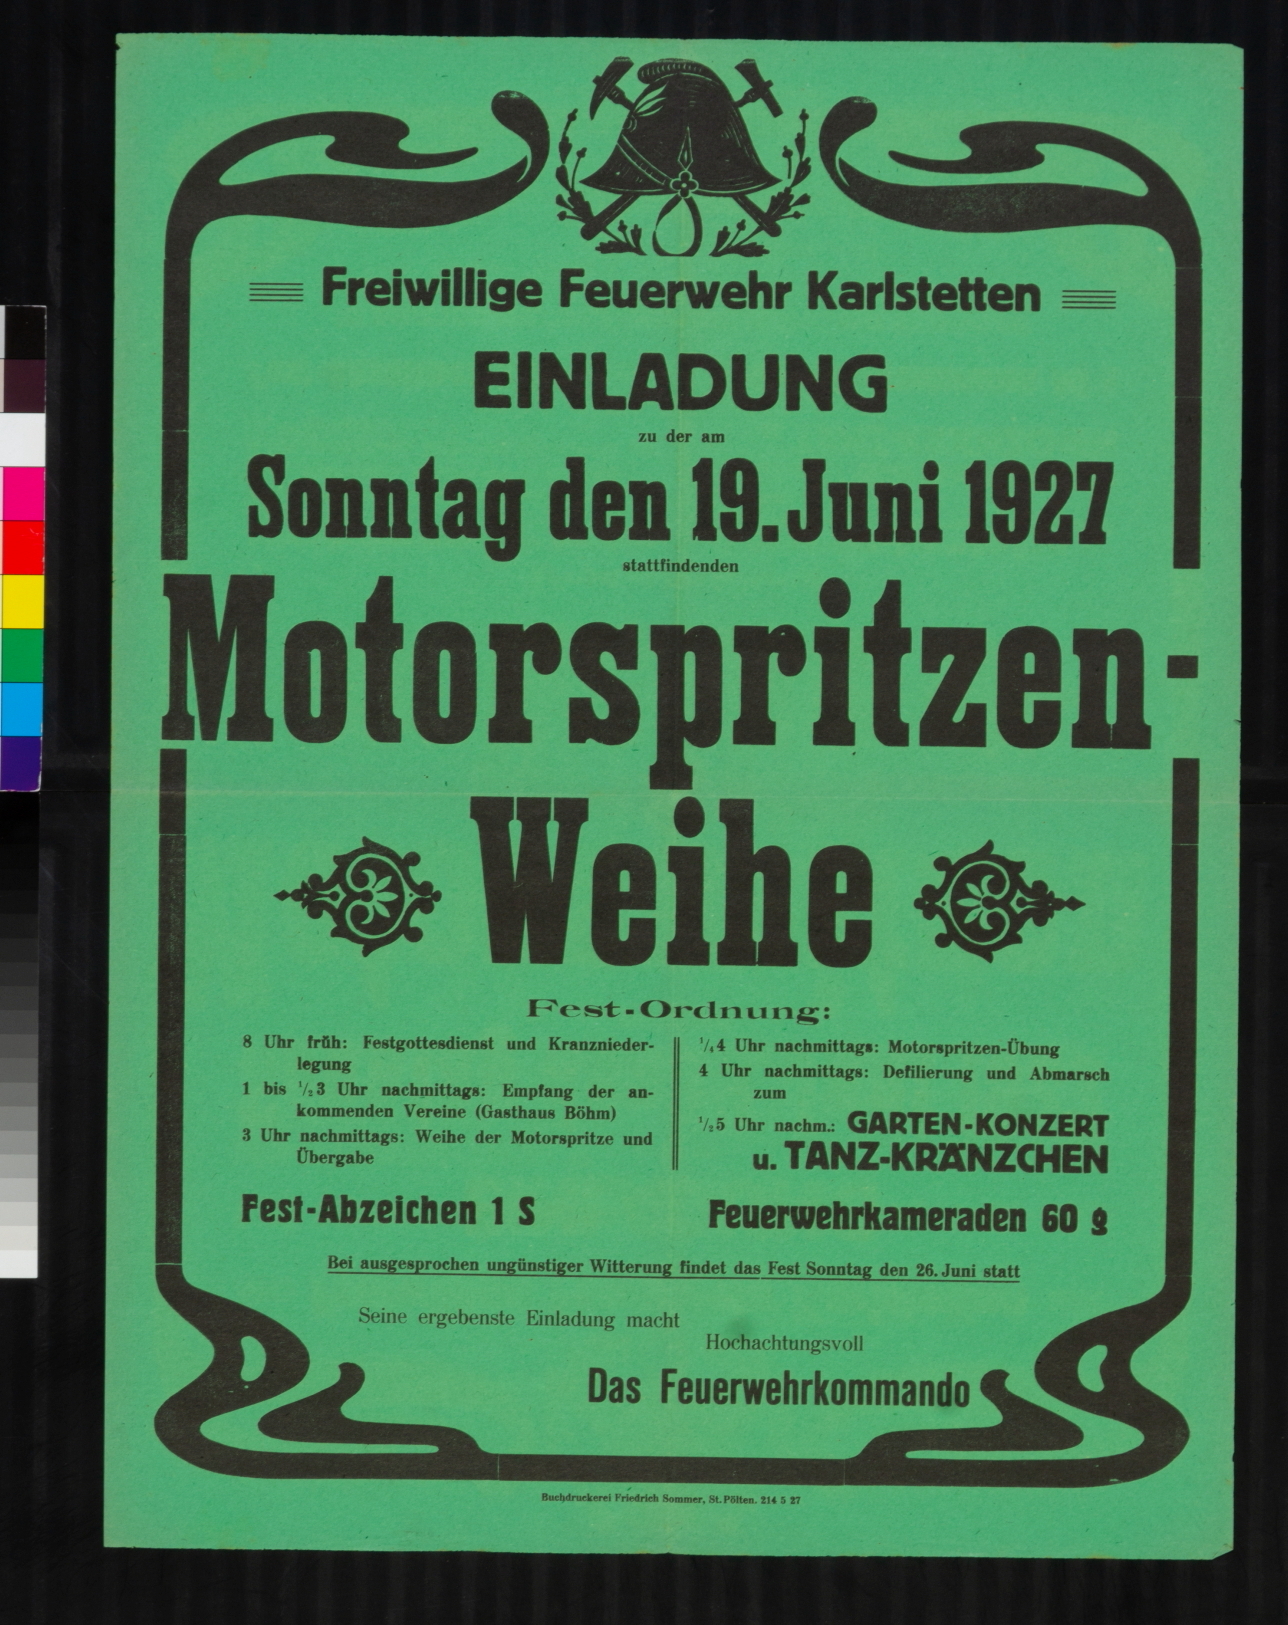 Freiwillige Feuerwehr Karlstetten
EINLADUNG
zu der am
Sonntag den 19. Juni 1927
stattfindenden
Motorspritzen-
Weihe
Fest-Ordnung:
8 Uhr früh: Festgottesdienst und Kranznieder-
legung
1 bis ½3 Uhr nachmittags: Empfang der an-
kommenden Vereine (Gasthaus Böhm)
3 Uhr nachmittags: Weihe der Motorspritze und
Übergabe
¼4 Uhr nachmittags: Motorspritzen-Übung
4 Uhr nachmittags: Defilierung und Abmarsch
zum
½5 Uhr nachm.: GARTEN-KONZERT
u. TANZ-KRÄNZCHEN
Fest-Abzeichen 1 S
Feuerwehrkameraden 60 g
Bei ausgesprochen ungünstiger Witterung findet das Fest Sonntag den 26. Juni statt
Seine ergebenste Einladung macht
Hochachtungsvoll
Das Feuerwehrkommando
Buchdruckerei Friedrich Sommer, St. Pölten. 214 5 27